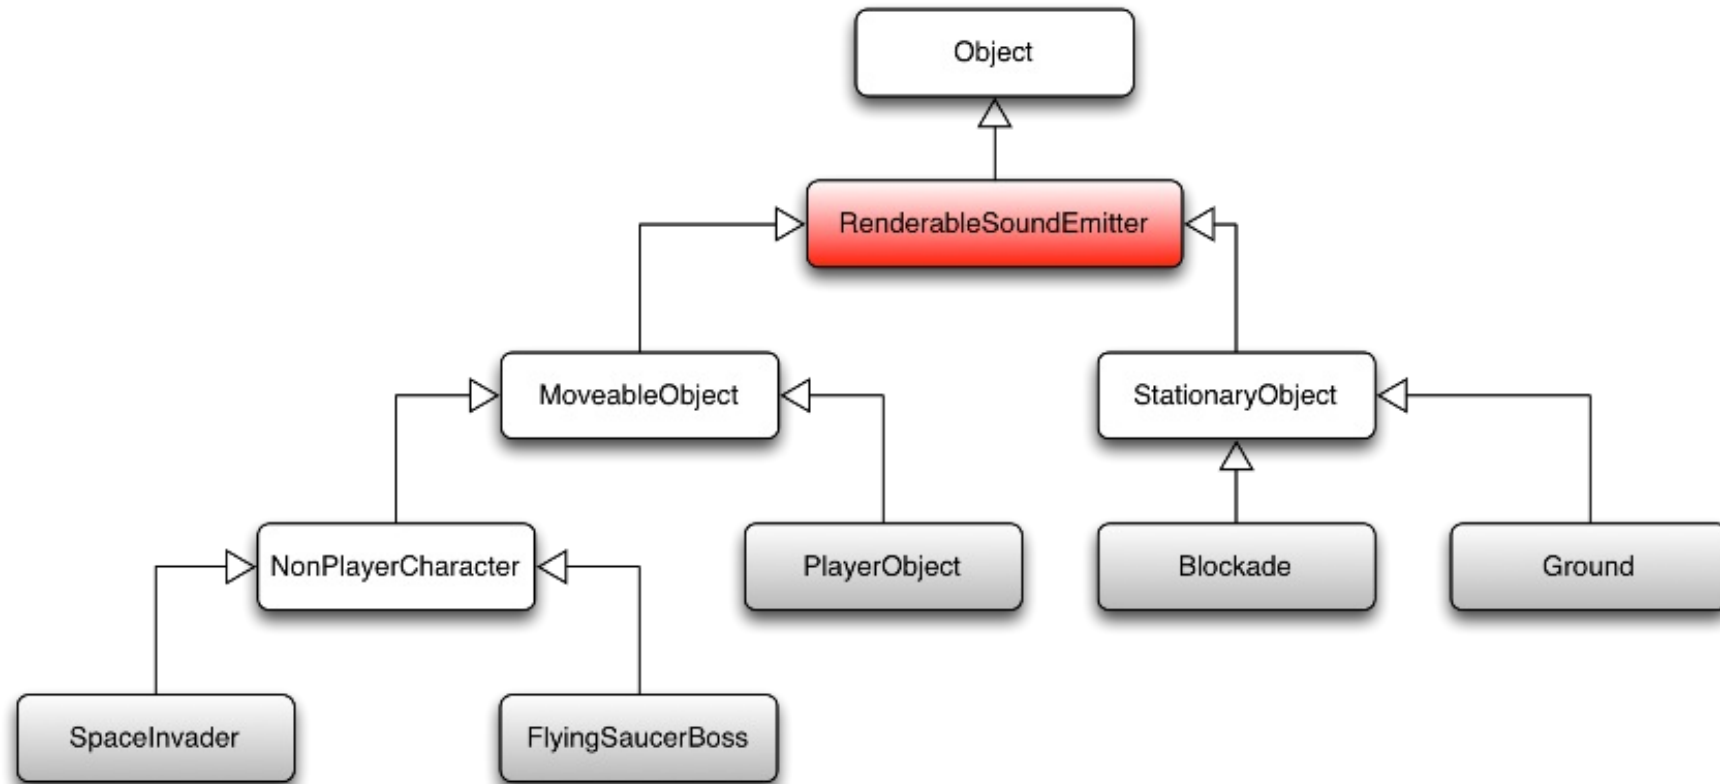 Object
RenderableSoundEmitter
MoveableObject
StationaryObject
NonPlayerCharacter
PlayerObject
Blockade
Ground
SpaceInvader
FlyingSaucerBoss